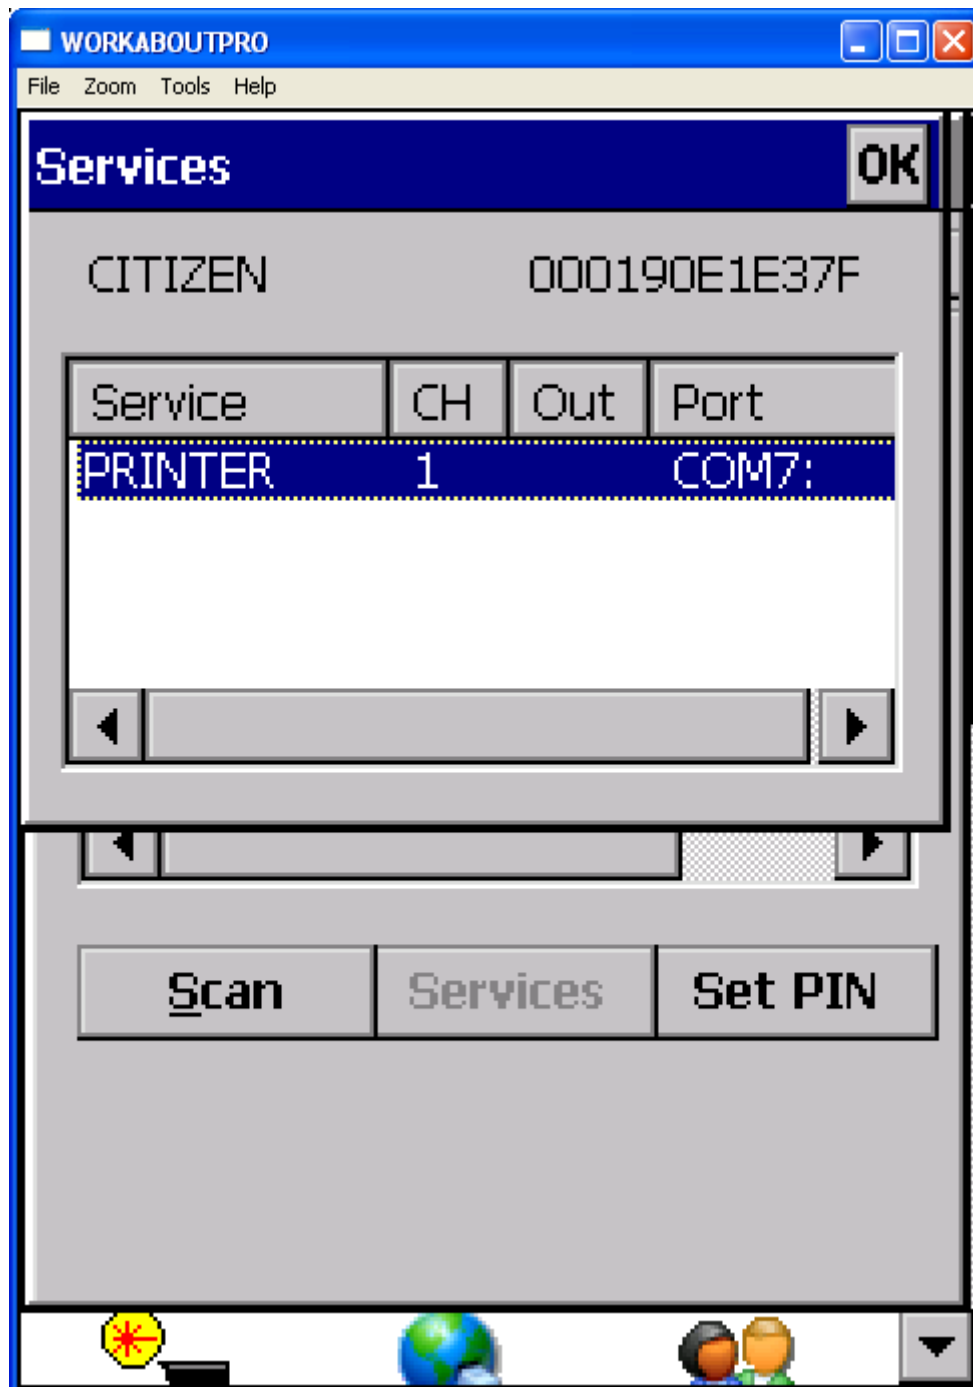 WORKABOUTPRO
File Zoom Tools Help
Services OK
CITIZEN 000190E1E37F
Service CH Out Port
PRINTER 1 COM7:
Scan Services Set PIN